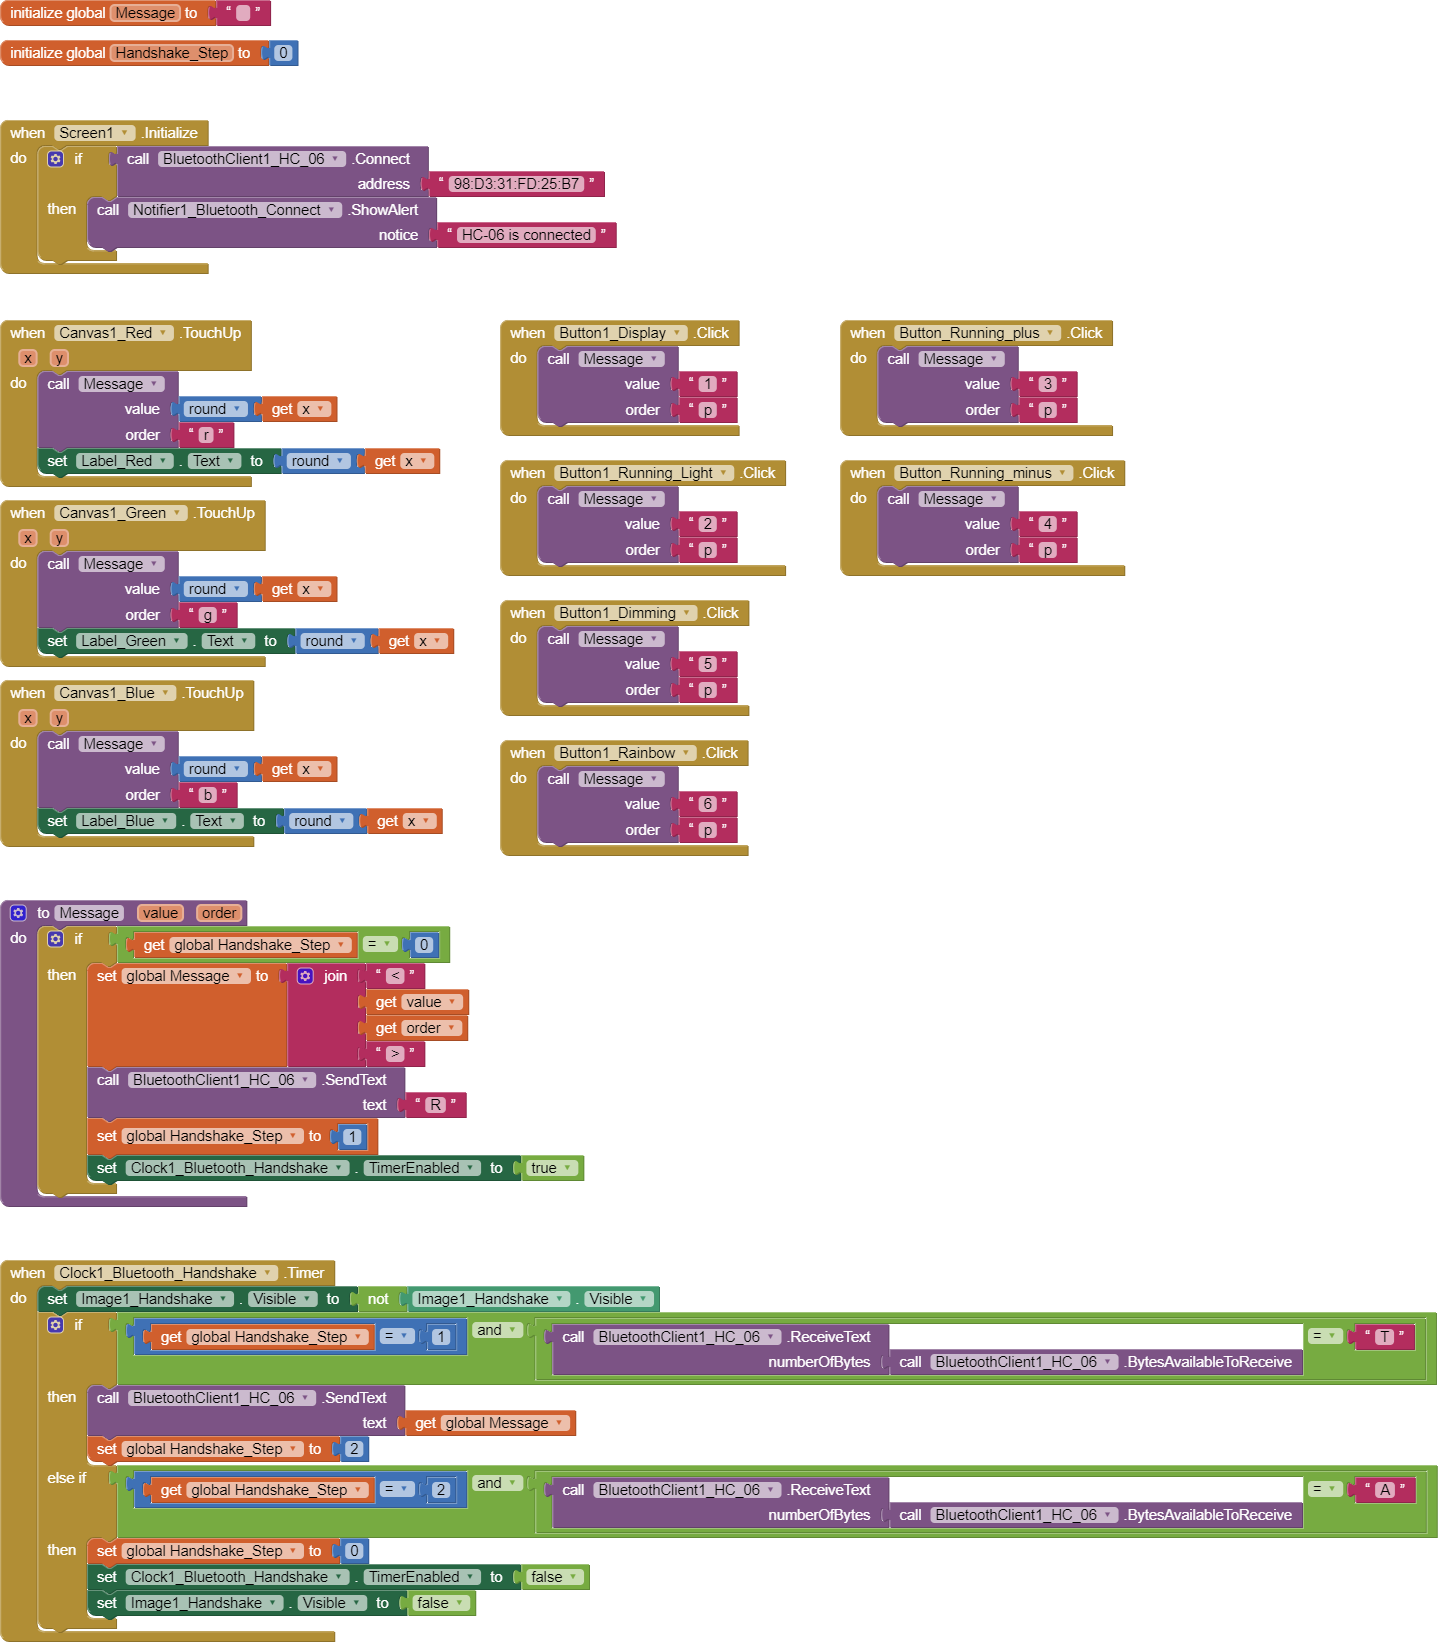 initialize global Message to “ ”
initialize global Handshake_Step to 0
when Screen1 .Initialize
do if call BluetoothClient1_HC_06 .Connect
address “ 98:D3:31:FD:25:B7 ”
then call Notifier1_Bluetooth_Connect .ShowAlert
notice “ HC-06 is connected ”
when Canvas1_Red .TouchUp
x y
do call Message
value round get x
order “ r ”
set Label_Red . Text to round get x
when Canvas1_Green .TouchUp
x y
do call Message
value round get x
order “ g ”
set Label_Green . Text to round get x
when Canvas1_Blue .TouchUp
x y
do call Message
value round get x
order “ b ”
set Label_Blue . Text to round get x
when Button1_Display .Click
do call Message
value “ 1 ”
order “ p ”
when Button1_Running_Light .Click
do call Message
value “ 2 ”
order “ p ”
when Button1_Dimming .Click
do call Message
value “ 5 ”
order “ p ”
when Button1_Rainbow .Click
do call Message
value “ 6 ”
order “ p ”
when Button_Running_plus .Click
do call Message
value “ 3 ”
order “ p ”
when Button_Running_minus .Click
do call Message
value “ 4 ”
order “ p ”
to Message value order
do if get global Handshake_Step = 0
then set global Message to join “ < ”
get value
get order
“ > ”
call BluetoothClient1_HC_06 .SendText
text “ R ”
set global Handshake_Step to 1
set Clock1_Bluetooth_Handshake . TimerEnabled to true
when Clock1_Bluetooth_Handshake .Timer
do set Image1_Handshake . Visible to not Image1_Handshake . Visible
if get global Handshake_Step = 1 and call BluetoothClient1_HC_06 .ReceiveText = “ T ”
numberOfBytes call BluetoothClient1_HC_06 .BytesAvailableToReceive
then call BluetoothClient1_HC_06 .SendText
text get global Message
set global Handshake_Step to 2
else if get global Handshake_Step = 2 and call BluetoothClient1_HC_06 .ReceiveText = “ A ”
numberOfBytes call BluetoothClient1_HC_06 .BytesAvailableToReceive
then set global Handshake_Step to 0
set Clock1_Bluetooth_Handshake . TimerEnabled to false
set Image1_Handshake . Visible to false